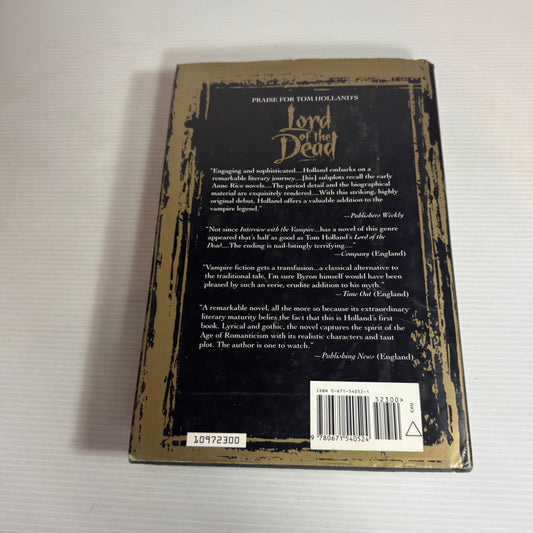 PRAISE FOR TOM HOLLAND'S
Lord
of the
Dead
"Engaging and sophisticated....Holland embarks on a
remarkable literary journey....[his] subplots recall the early
Anne Rice novels....The period detail and the biographical
material are exquisitely rendered....With this striking, highly
original debut, Holland offers a valuable addition to the
vampire legend."
—Publishers Weekly
"Not since Interview with the Vampire...has a novel of this genre
appeared that's half as good as Tom Holland's Lord of the
Dead....The ending is nail-bitingly terrifying...."
—Company (England)
"Vampire fiction gets a transfusion...a classical alternative to
the traditional tale, I'm sure Byron himself would have been
pleased by such an eerie, erudite addition to his myth."
—Time Out (England)
"A remarkable novel, all the more so because its extraordinary
literary maturity belies the fact that this is Holland's first
book. Lyrical and gothic, the novel captures the spirit of the
Age of Romanticism with its realistic characters and taut
plot. The author is one to watch."
—Publishing News (England)
ISBN 0-671-54052-1
52300>
EAN
9 780671 540524
10972300